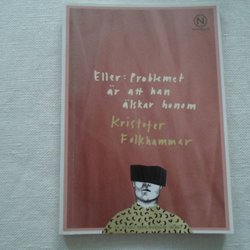 N
Eller: Problemet
är att han
älskar honom
Kristofer
Folkhammar